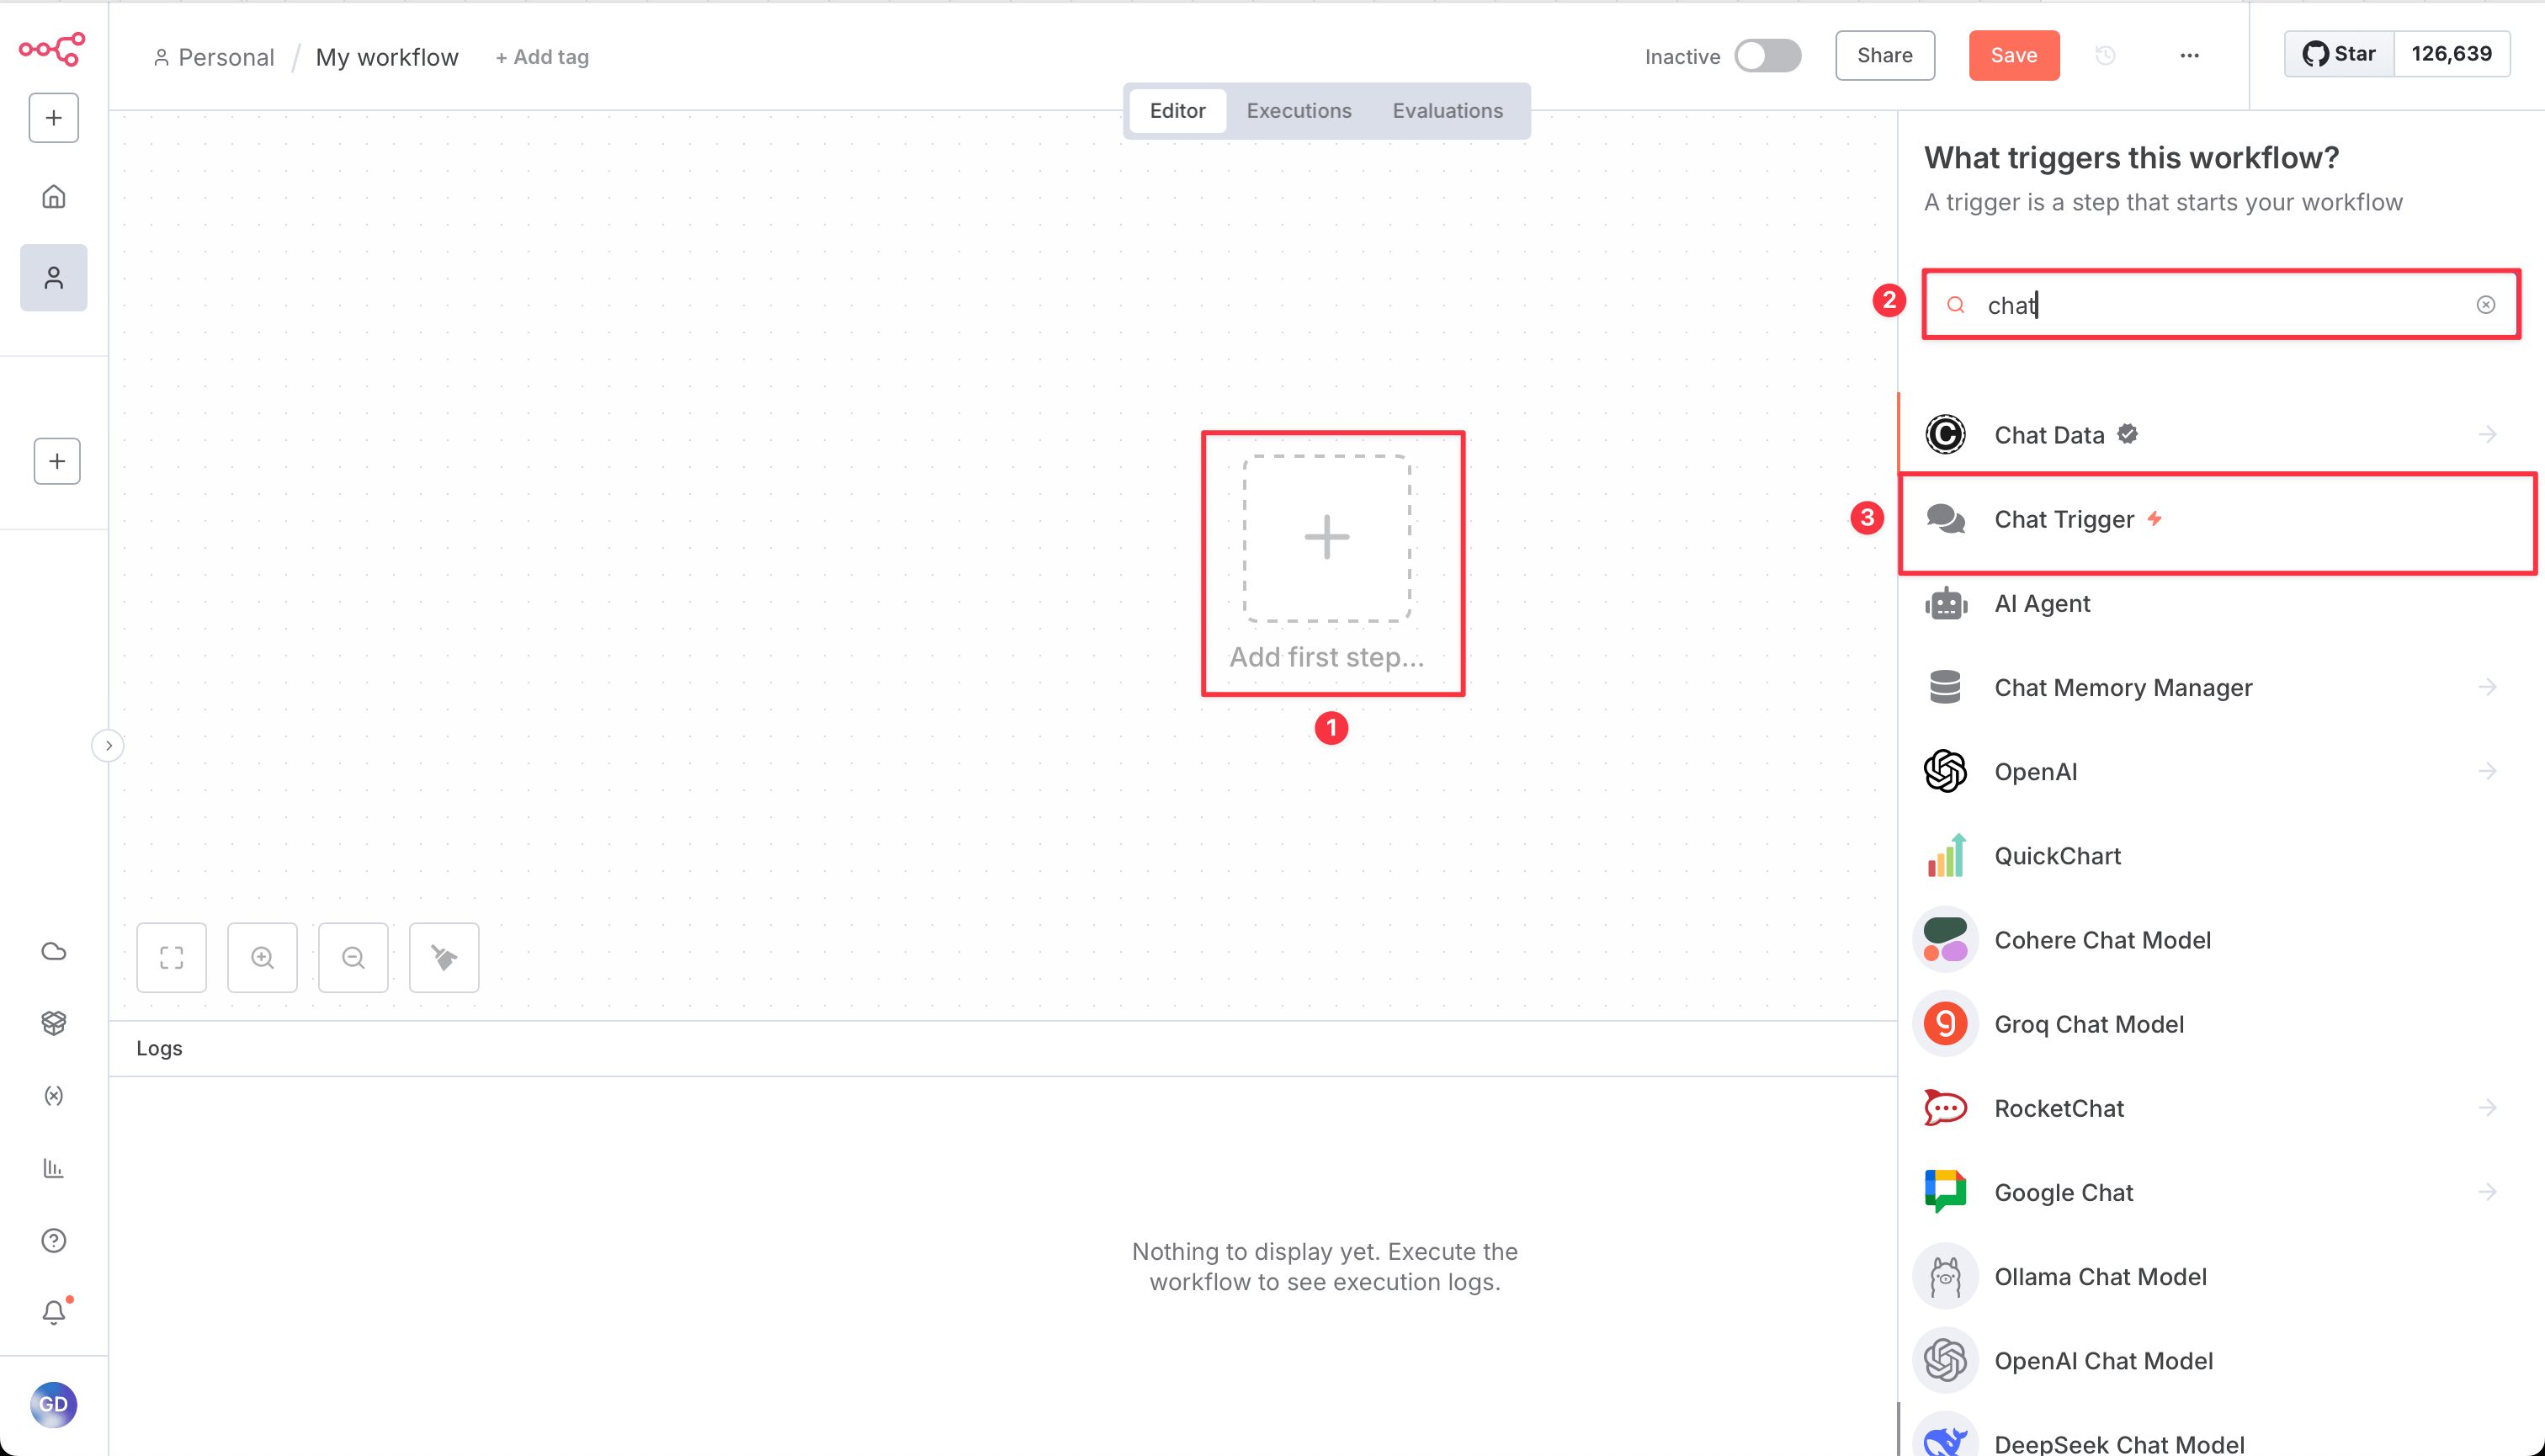 Personal / My workflow + Add tag
Inactive Share Save ... Star 126,639
Editor Executions Evaluations
What triggers this workflow?
A trigger is a step that starts your workflow
2 chat
Chat Data
3 Chat Trigger
AI Agent
Add first step...
1
Chat Memory Manager
OpenAI
QuickChart
Cohere Chat Model
Groq Chat Model
RocketChat
Google Chat
Ollama Chat Model
OpenAI Chat Model
DeepSeek Chat Model
Logs
Nothing to display yet. Execute the
workflow to see execution logs.
GD